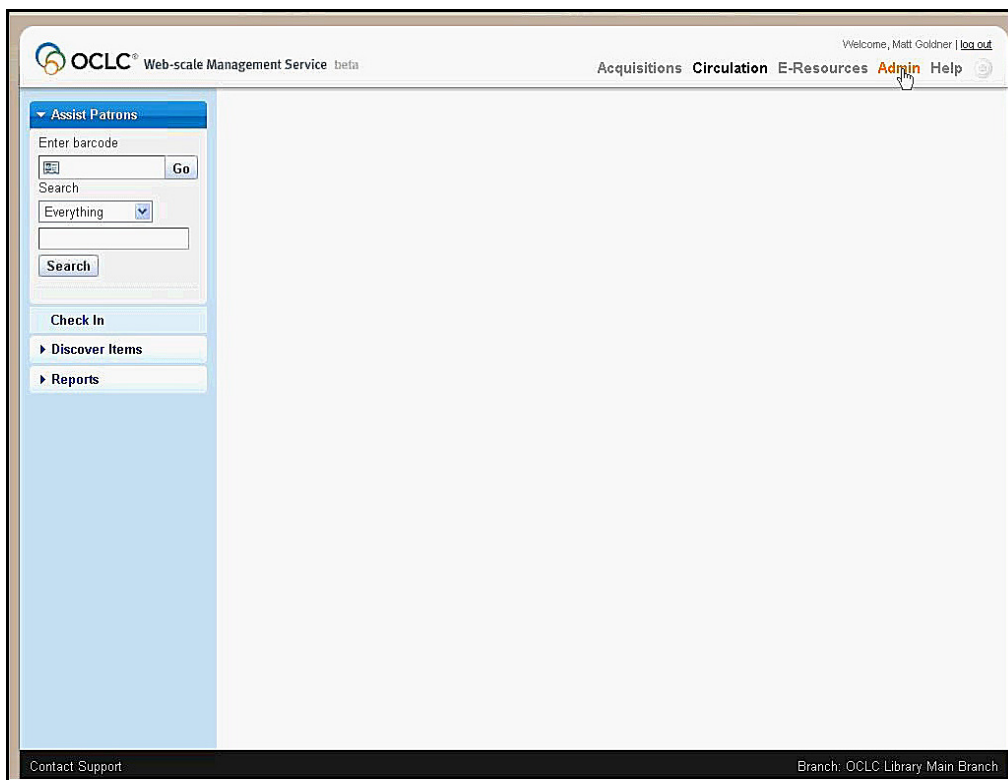 Welcome, Matt Goldner | log out
OCLC® Web-scale Management Service beta
Acquisitions Circulation E-Resources Admin Help
Assist Patrons
Enter barcode
Go
Search
Everything
Search
Check In
Discover Items
Reports
Contact Support
Branch: OCLC Library Main Branch